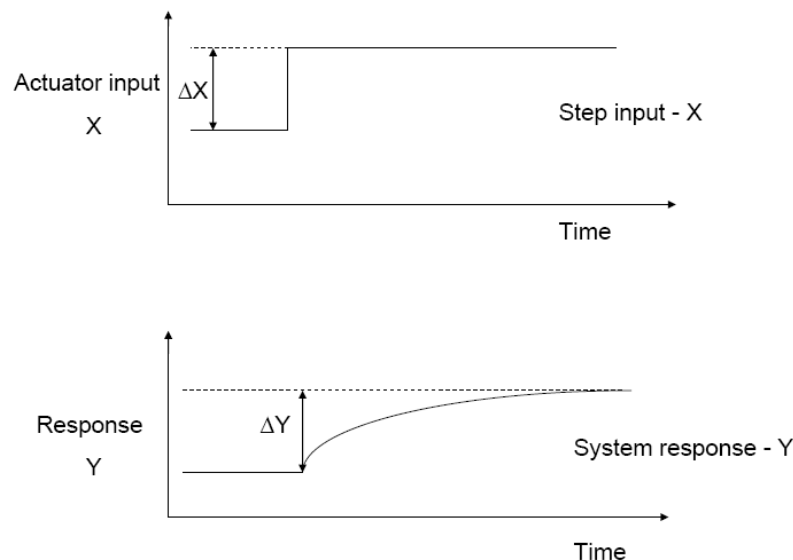 Actuator input
X
ΔX
Step input - X
Time
Response
Y
ΔY
System response - Y
Time